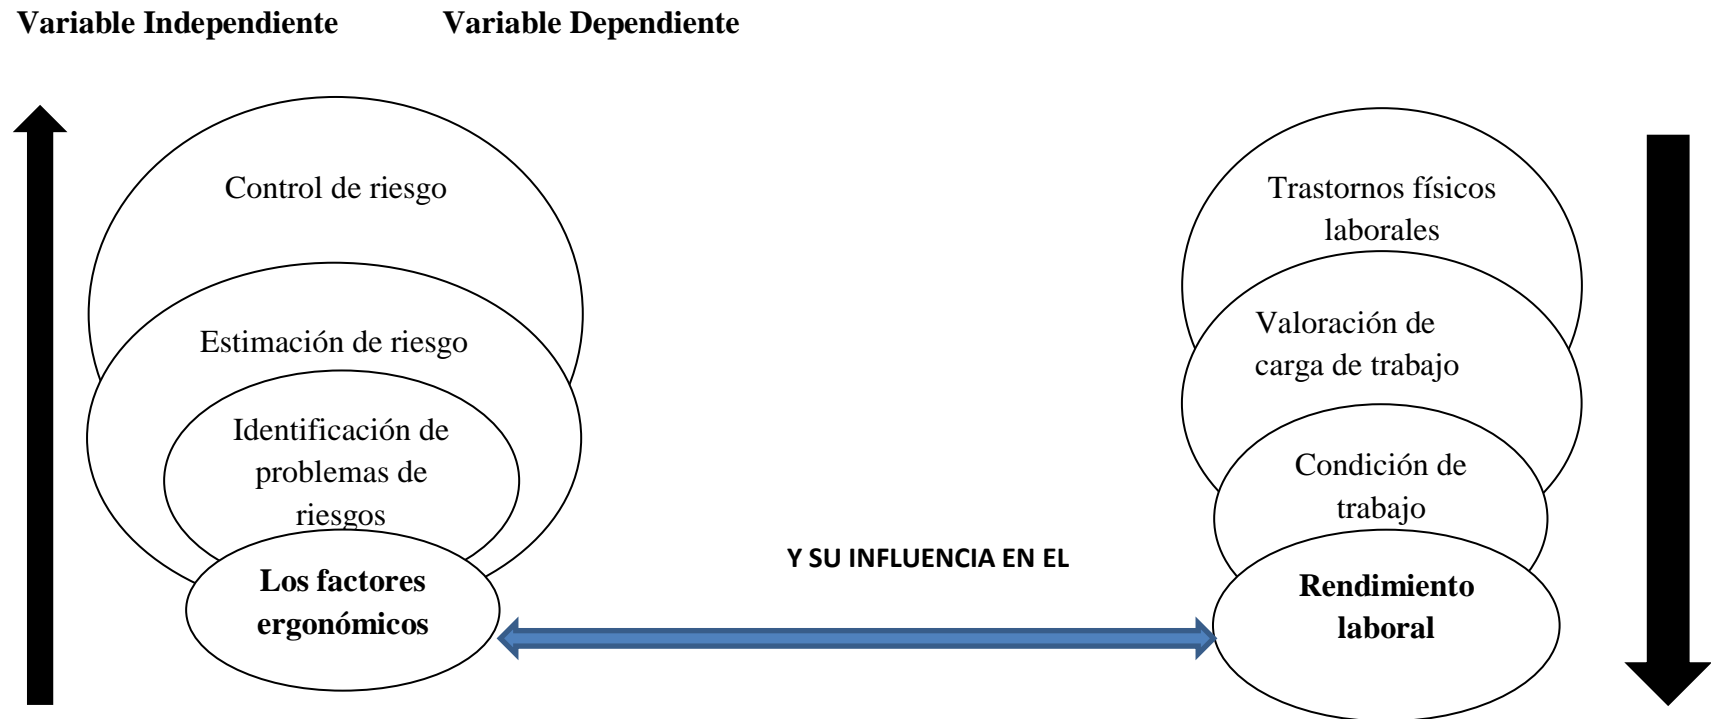 Variable Independiente Variable Dependiente
Control de riesgo
Estimación de riesgo
Identificación de
problemas de
riesgos
Los factores
ergonómicos
Y SU INFLUENCIA EN EL
Trastornos físicos
laborales
Valoración de
carga de trabajo
Condición de
trabajo
Rendimiento
laboral